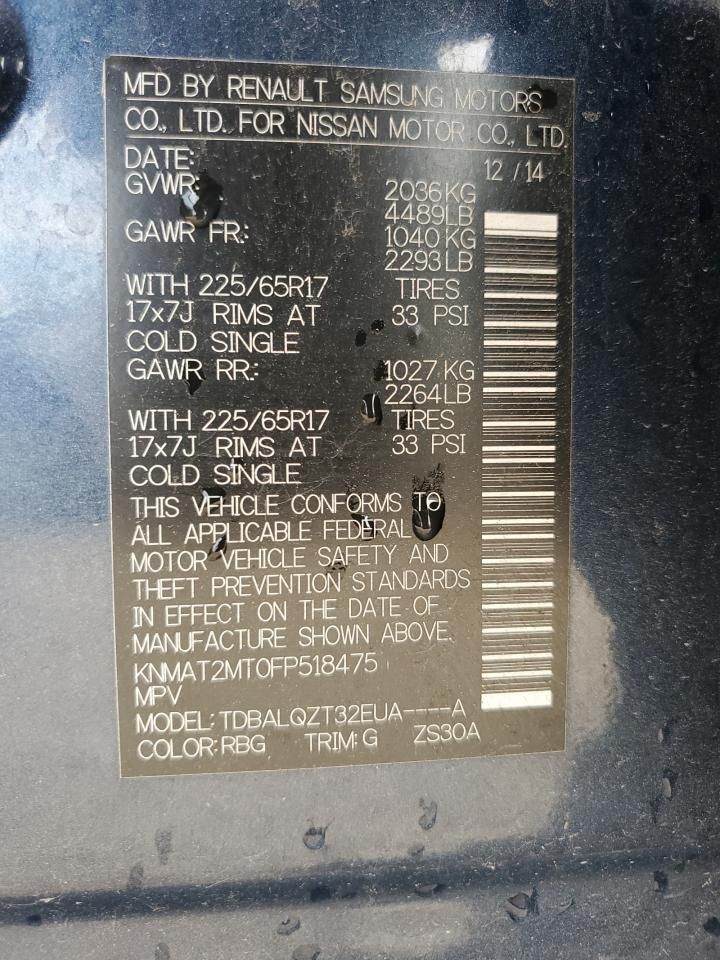 MFD BY RENAULT SAMSUNG MOTORS
CO., LTD. FOR NISSAN MOTOR CO., LTD.
DATE: 12 / 14
GVWR: 2036 KG
4489LB
GAWR FR.: 1040 KG
2293 LB
WITH 225/65R17 TIRES
17x7J RIMS AT 33 PSI
COLD SINGLE
GAWR RR.: 1027 KG
2264 LB
WITH 225/65R17 TIRES
17x7J RIMS AT 33 PSI
COLD SINGLE
THIS VEHICLE CONFORMS TO
ALL APPLICABLE FEDERAL
MOTOR VEHICLE SAFETY AND
THEFT PREVENTION STANDARDS
IN EFFECT ON THE DATE OF
MANUFACTURE SHOWN ABOVE.
KNMAT2MT0FP518475
MPV
MODEL: TDBALQZT32EUA----A
COLOR: RBG TRIM: G ZS30A